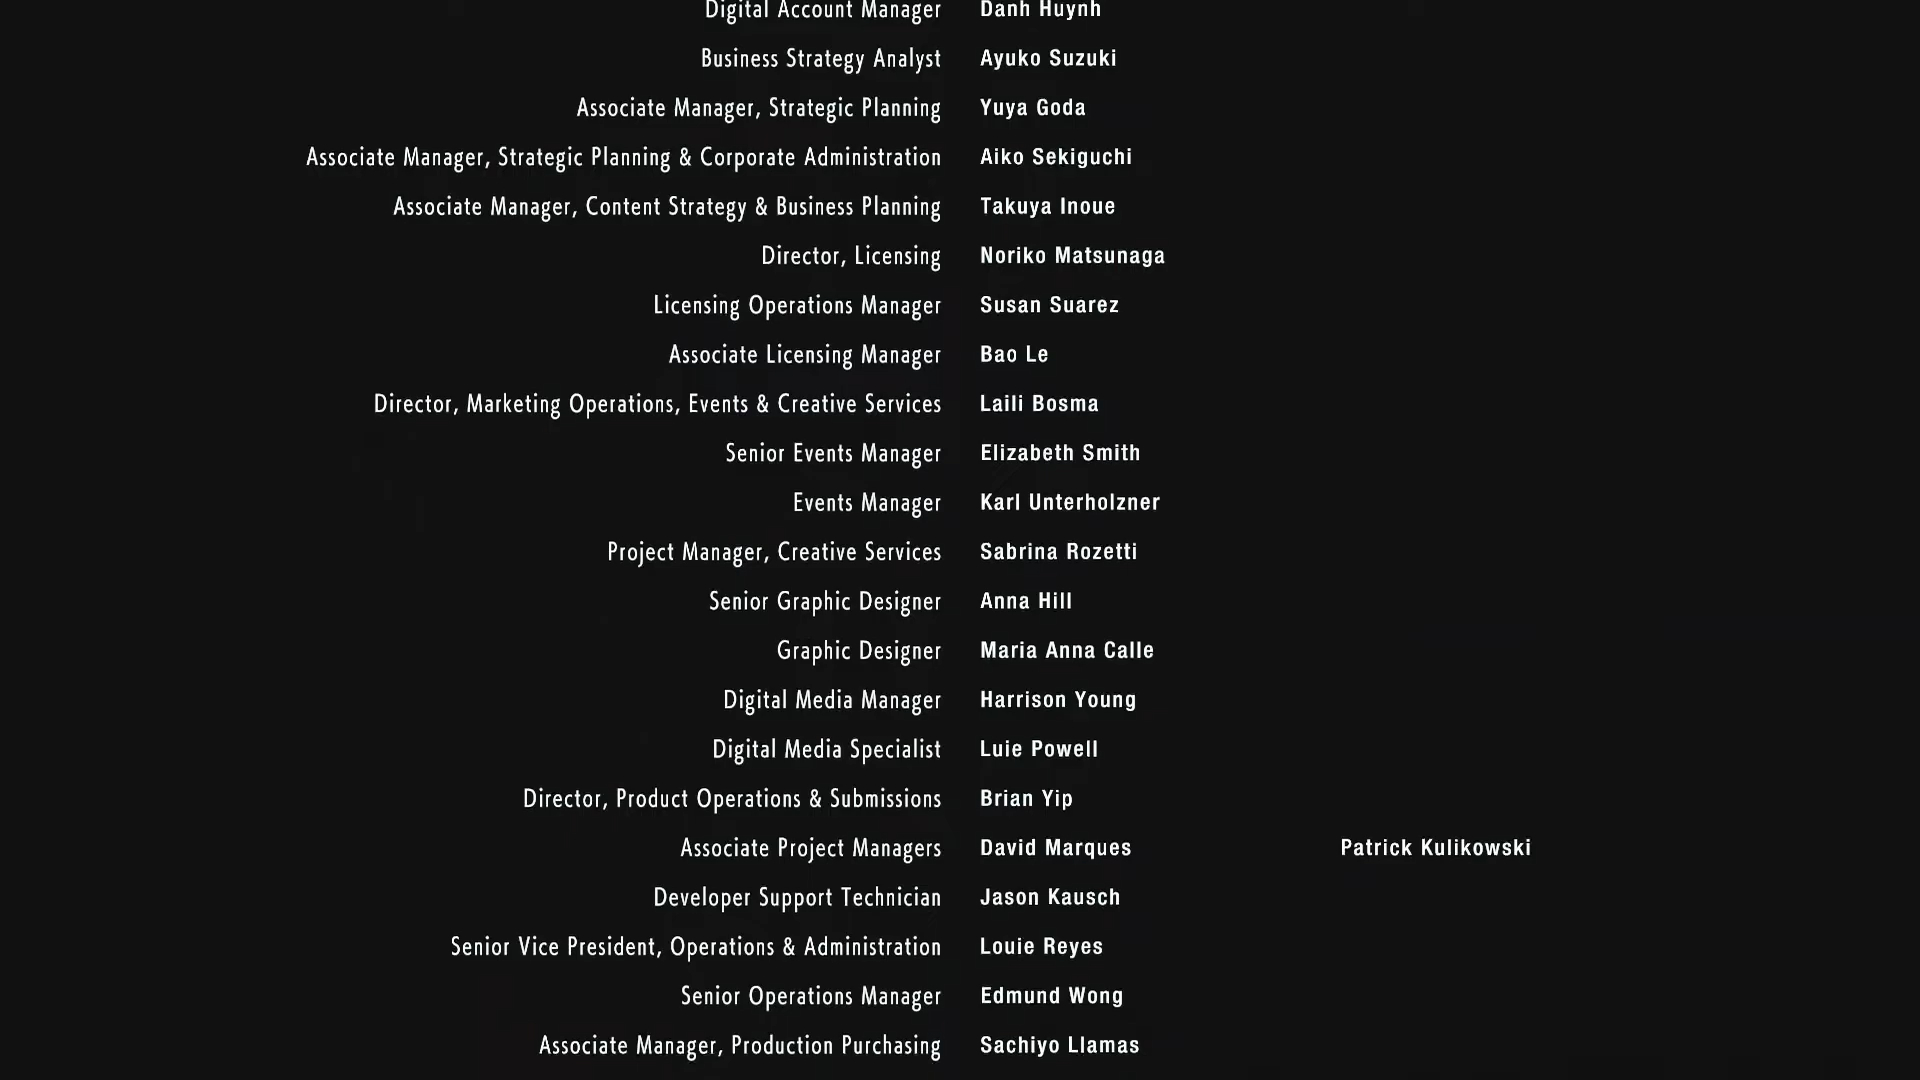 Digital Account Manager Danh Huynh
Business Strategy Analyst Ayuko Suzuki
Associate Manager, Strategic Planning Yuya Goda
Associate Manager, Strategic Planning & Corporate Administration Aiko Sekiguchi
Associate Manager, Content Strategy & Business Planning Takuya Inoue
Director, Licensing Noriko Matsunaga
Licensing Operations Manager Susan Suarez
Associate Licensing Manager Bao Le
Director, Marketing Operations, Events & Creative Services Laili Bosma
Senior Events Manager Elizabeth Smith
Events Manager Karl Unterholzner
Project Manager, Creative Services Sabrina Rozetti
Senior Graphic Designer Anna Hill
Graphic Designer Maria Anna Calle
Digital Media Manager Harrison Young
Digital Media Specialist Luie Powell
Director, Product Operations & Submissions Brian Yip
Associate Project Managers David Marques Patrick Kulikowski
Developer Support Technician Jason Kausch
Senior Vice President, Operations & Administration Louie Reyes
Senior Operations Manager Edmund Wong
Associate Manager, Production Purchasing Sachiyo Llamas